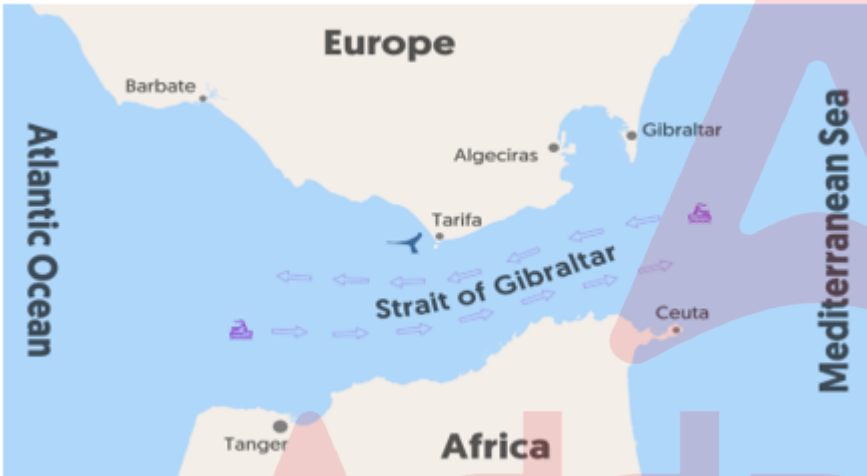 Europe
Barbate
Gibraltar
Algeciras
Atlantic Ocean
Mediterranean Sea
Tarifa
Strait of Gibraltar
Ceuta
Tanger
Africa